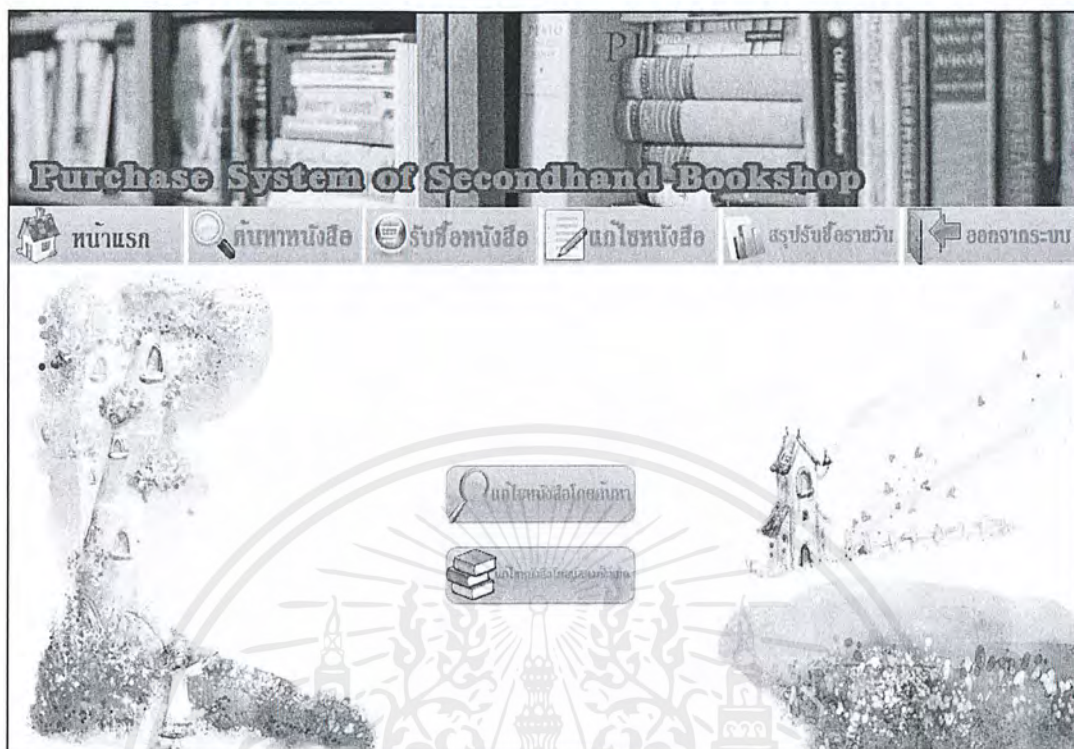 Purchase System of Secondhand Bookshop
หน้าแรก ค้นหาหนังสือ รับซื้อหนังสือ แก้ไขหนังสือ สรุปรับซื้อรายวัน ออกจากระบบ
แก้ไขหนังสือโดยค้นหา